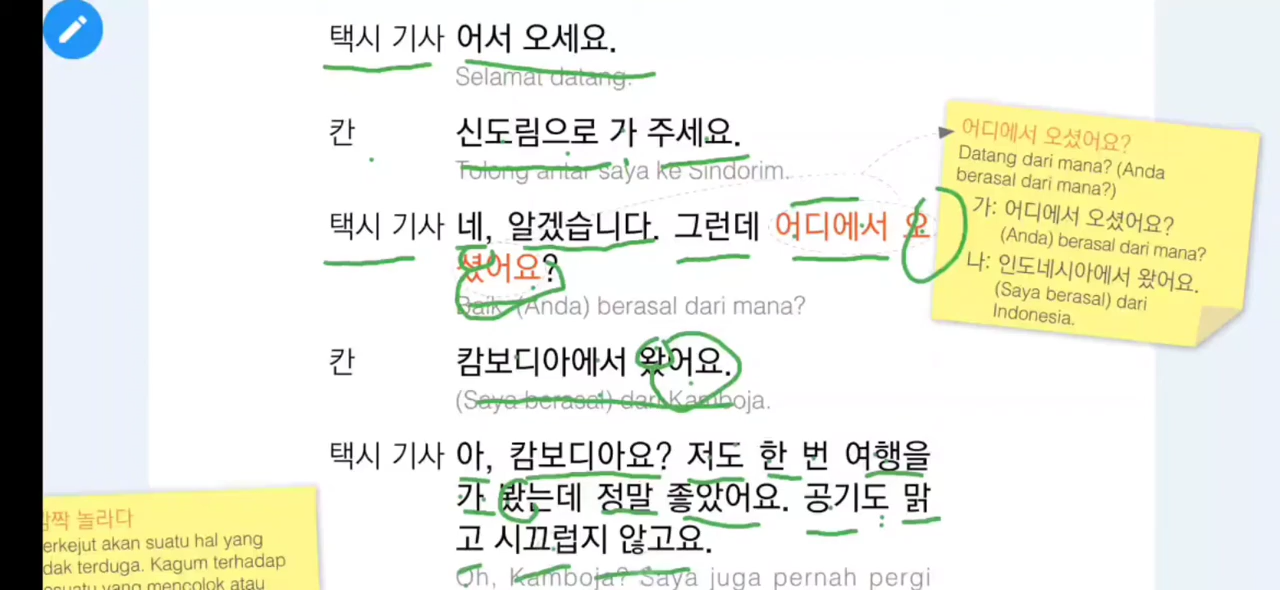 택시 기사 어서 오세요.
Selamat datang.
칸 신도림으로 가 주세요.
Tolong antar saya ke Sindorim.
택시 기사 네, 알겠습니다. 그런데 어디에서 요
셨어요?
Baik. (Anda) berasal dari mana?
칸 캄보디아에서 왔어요.
(Saya berasal) dari Kamboja.
택시 기사 아, 캄보디아요? 저도 한 번 여행을
가 봤는데 정말 좋았어요. 공기도 맑
고 시끄럽지 않고요.
Oh, Kamboja? Saya juga pernah pergi
어디에서 오셨어요?
Datang dari mana? (Anda
berasal dari mana?)
가: 어디에서 오셨어요?
(Anda) berasal dari mana?
나: 인도네시아에서 왔어요.
(Saya berasal) dari
Indonesia.
놀라다
erkejut akan suatu hal yang
dak terduga. Kagum terhadap
esuatu yang mencolok atau